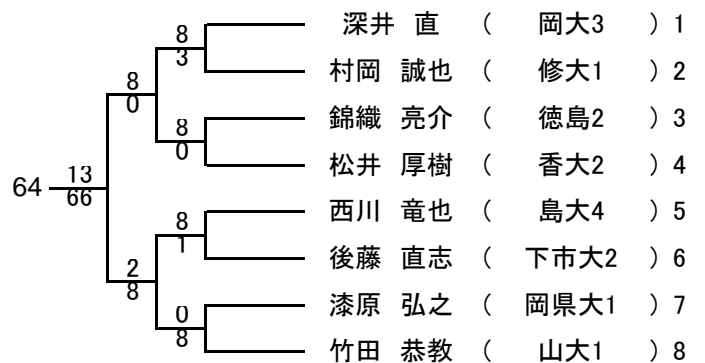 8 深井 直 ( 岡大3 ) 1
3
8 村岡 誠也 ( 修大1 ) 2
0
8 錦織 亮介 ( 徳島2 ) 3
0
松井 厚樹 ( 香大2 ) 4
64 13
66
8 西川 竜也 ( 島大4 ) 5
1
後藤 直志 ( 下市大2 ) 6
2
8
0 漆原 弘之 ( 岡県大1 ) 7
8
竹田 恭教 ( 山大1 ) 8